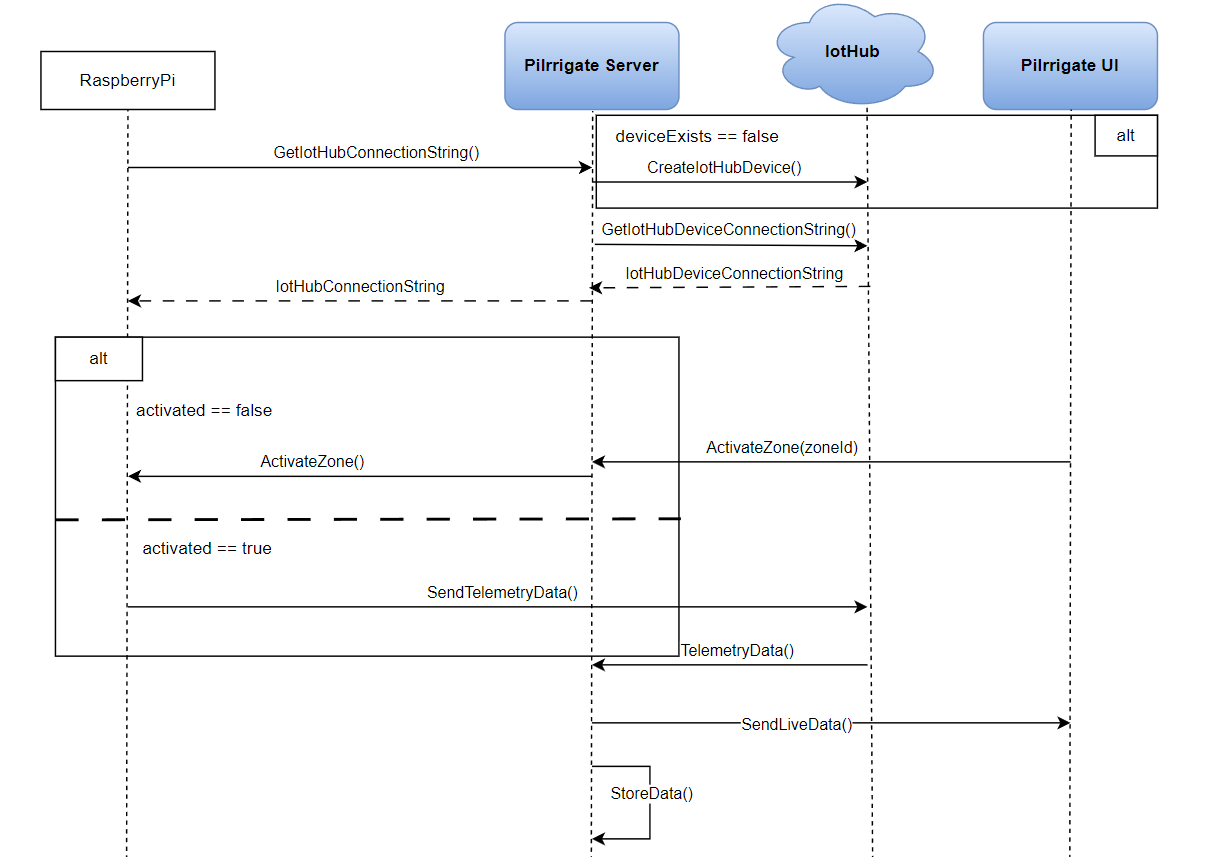 RaspberryPi
PiIrrigate Server
IotHub
PiIrrigate UI
deviceExists == false
alt
GetIotHubConnectionString()
CreateIotHubDevice()
GetIotHubDeviceConnectionString()
IotHubDeviceConnectionString
IotHubConnectionString
alt
activated == false
ActivateZone(zoneId)
ActivateZone()
activated == true
SendTelemetryData()
TelemetryData()
SendLiveData()
StoreData()